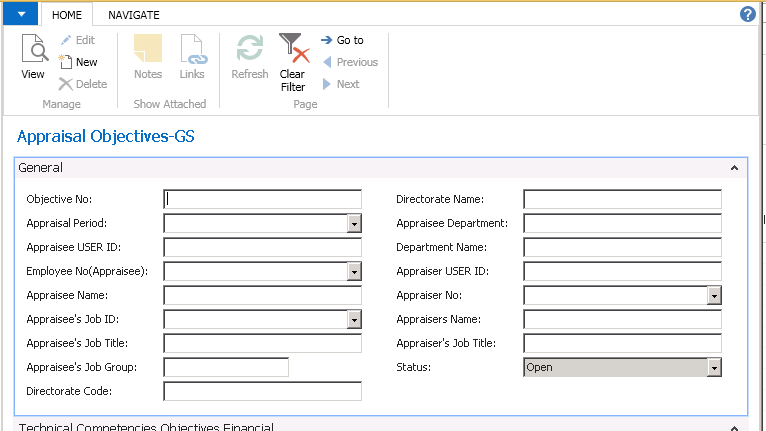 HOME NAVIGATE
View
Edit
New
Delete
Manage
Notes
Links
Show Attached
Refresh
Clear
Filter
Go to
Previous
Next
Page
Appraisal Objectives-GS
General
Objective No:
Appraisal Period:
Appraisee USER ID:
Employee No(Appraisee):
Appraisee Name:
Appraisee's Job ID:
Appraisee's Job Title:
Appraisee's Job Group:
Directorate Code:
Directorate Name:
Appraisee Department:
Department Name:
Appraiser USER ID:
Appraiser No:
Appraisers Name:
Appraiser's Job Title:
Status: Open
Technical Competencies Objectives Financial